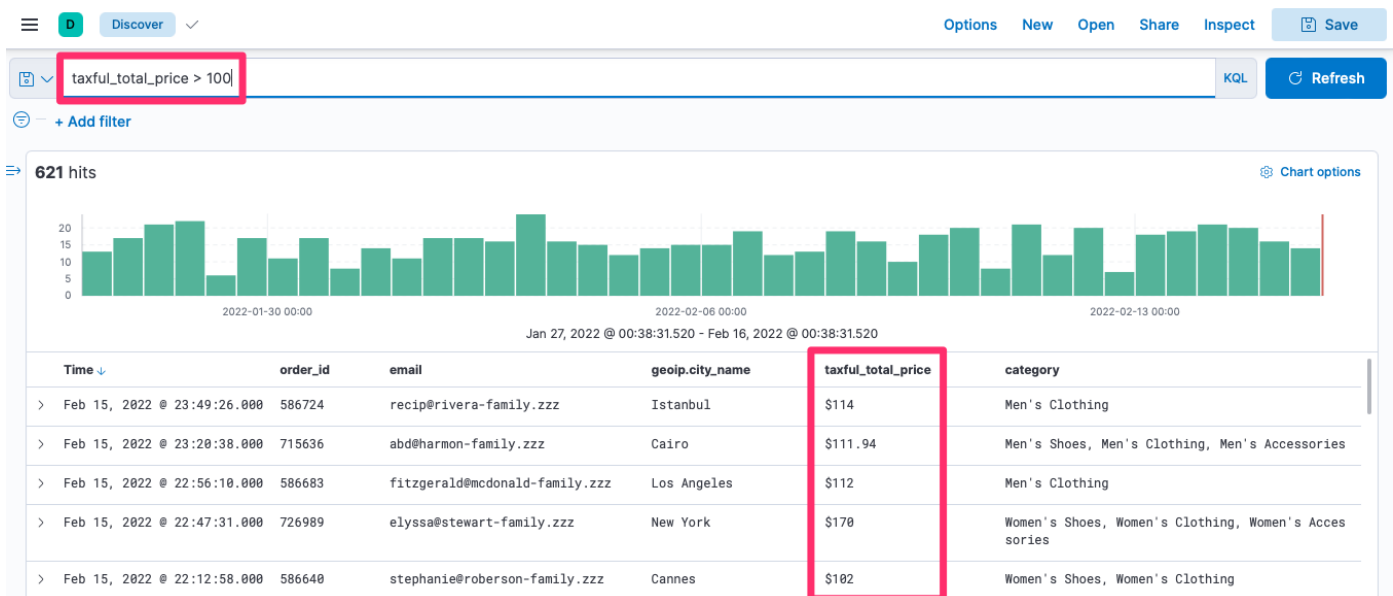 D Discover Options New Open Share Inspect Save
taxful_total_price > 100 KQL Refresh
+ Add filter
621 hits Chart options
20
15
10
5
0
2022-01-30 00:00 2022-02-06 00:00 2022-02-13 00:00
Jan 27, 2022 @ 00:38:31.520 - Feb 16, 2022 @ 00:38:31.520
Time order_id email geoip.city_name taxful_total_price category
Feb 15, 2022 @ 23:49:26.000 586724 recip@rivera-family.zzz Istanbul $114 Men's Clothing
Feb 15, 2022 @ 23:20:38.000 715636 abd@harmon-family.zzz Cairo $111.94 Men's Shoes, Men's Clothing, Men's Accessories
Feb 15, 2022 @ 22:56:10.000 586683 fitzgerald@mcdonald-family.zzz Los Angeles $112 Men's Clothing
Feb 15, 2022 @ 22:47:31.000 726989 elyssa@stewart-family.zzz New York $170 Women's Shoes, Women's Clothing, Women's Acces
sories
Feb 15, 2022 @ 22:12:58.000 586640 stephanie@roberson-family.zzz Cannes $102 Women's Shoes, Women's Clothing